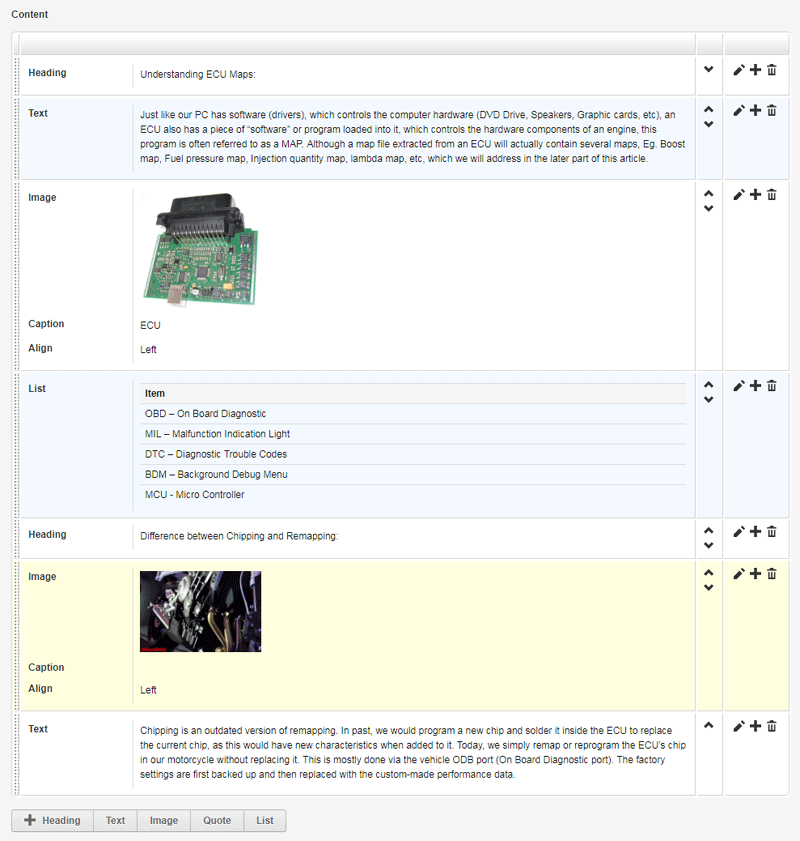 Content
Heading
Understanding ECU Maps:
Text
Just like our PC has software (drivers), which controls the computer hardware (DVD Drive, Speakers, Graphic cards, etc), an
ECU also has a piece of “software” or program loaded into it, which controls the hardware components of an engine, this
program is often referred to as a MAP. Although a map file extracted from an ECU will actually contain several maps, Eg. Boost
map, Fuel pressure map, Injection quantity map, lambda map, etc, which we will address in the later part of this article.
Image
Caption
ECU
Align
Left
List
Item
OBD – On Board Diagnostic
MIL – Malfunction Indication Light
DTC – Diagnostic Trouble Codes
BDM – Background Debug Menu
MCU - Micro Controller
Heading
Difference between Chipping and Remapping:
Image
Caption
Align
Left
Text
Chipping is an outdated version of remapping. In past, we would program a new chip and solder it inside the ECU to replace
the current chip, as this would have new characteristics when added to it. Today, we simply remap or reprogram the ECU’s chip
in our motorcycle without replacing it. This is mostly done via the vehicle ODB port (On Board Diagnostic port). The factory
settings are first backed up and then replaced with the custom-made performance data.
Heading Text Image Quote List